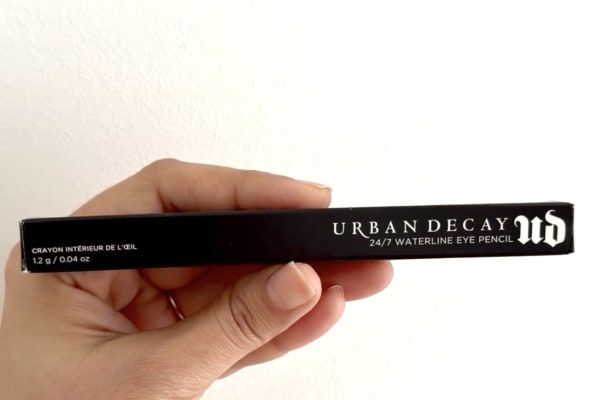 URBAN DECAY
24/7 WATERLINE EYE PENCIL
ud
CRAYON INTÉRIEUR DE L'ŒIL
1.2 g / 0.04 oz